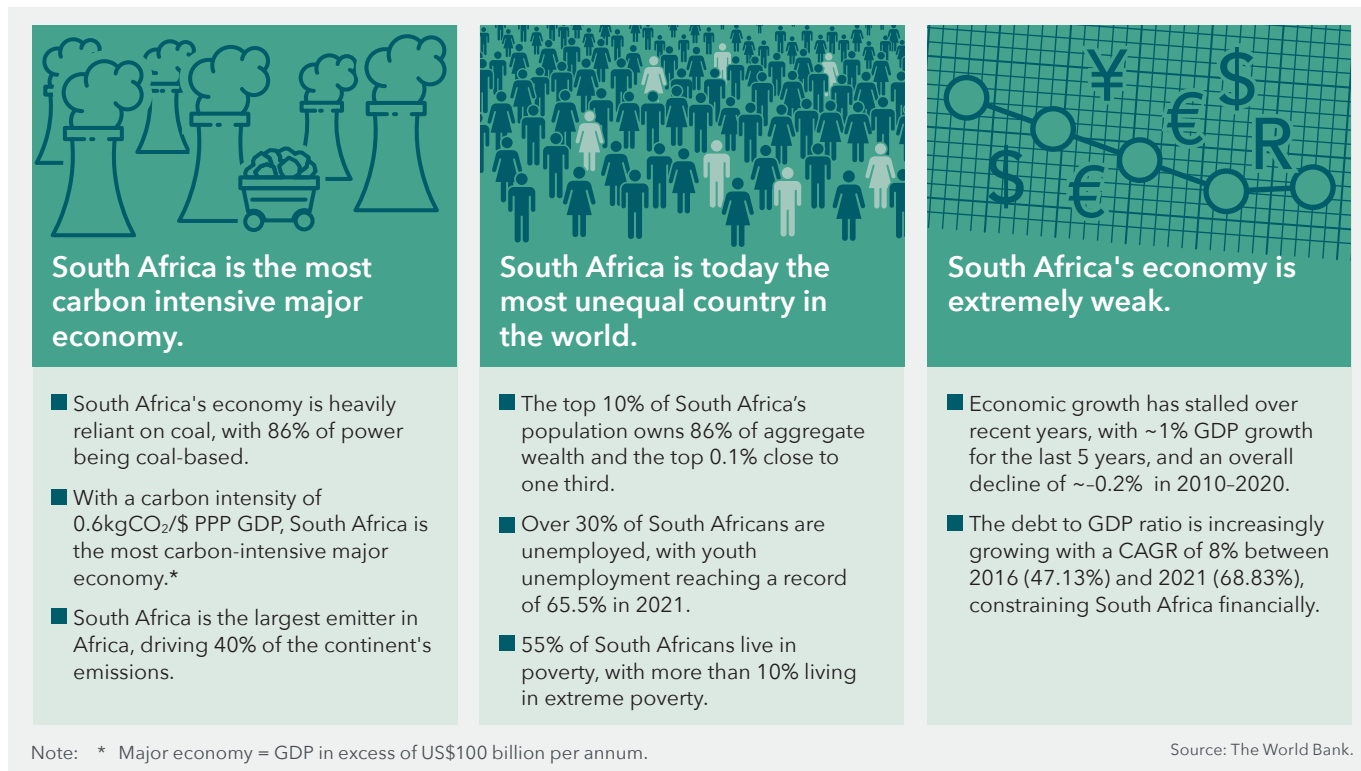 ¥
$
€
R
$
€
South Africa is the most
carbon intensive major
economy.
South Africa's economy is heavily
reliant on coal, with 86% of power
being coal-based.
With a carbon intensity of
0.6kgCO₂/$ PPP GDP, South Africa is
the most carbon-intensive major
economy.*
South Africa is the largest emitter in
Africa, driving 40% of the continent's
emissions.
South Africa is today the
most unequal country in
the world.
The top 10% of South Africa’s
population owns 86% of aggregate
wealth and the top 0.1% close to
one third.
Over 30% of South Africans are
unemployed, with youth
unemployment reaching a record
of 65.5% in 2021.
55% of South Africans live in
poverty, with more than 10% living
in extreme poverty.
South Africa's economy is
extremely weak.
Economic growth has stalled over
recent years, with ~1% GDP growth
for the last 5 years, and an overall
decline of ~–0.2% in 2010–2020.
The debt to GDP ratio is increasingly
growing with a CAGR of 8% between
2016 (47.13%) and 2021 (68.83%),
constraining South Africa financially.
Note: * Major economy = GDP in excess of US$100 billion per annum.
Source: The World Bank.